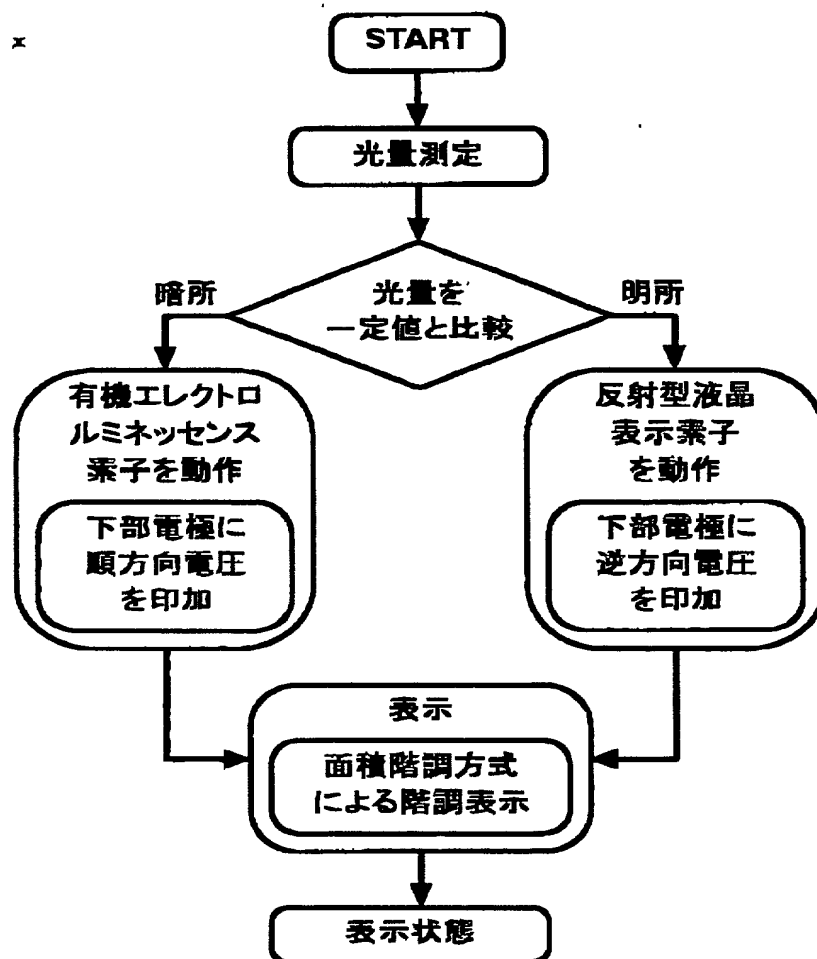 START
光量測定
光量を
一定値と比較
暗所
明所
有機エレクトロ
ルミネッセンス
素子を動作
下部電極に
順方向電圧
を印加
反射型液晶
表示素子
を動作
下部電極に
逆方向電圧
を印加
表示
面積階調方式
による階調表示
表示状態